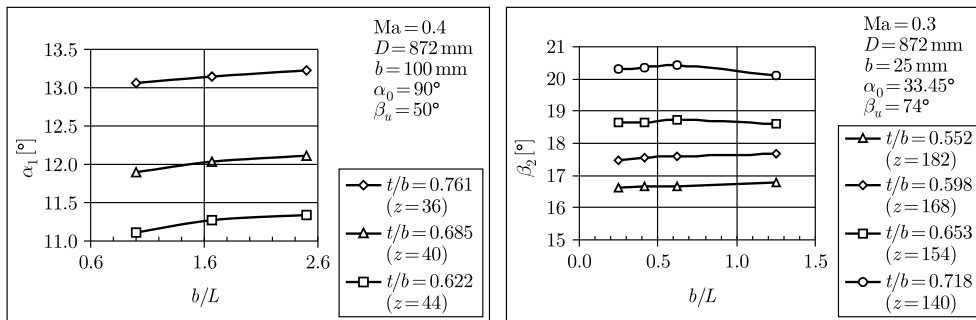 Ma = 0.4
D = 872 mm
b = 100 mm
α₀ = 90°
βᵤ = 50°
13.5
13.0
12.5
12.0
11.5
11.0
α₁ [°]
0.6
1.6
2.6
b/L
t/b = 0.761
(z = 36)
t/b = 0.685
(z = 40)
t/b = 0.622
(z = 44)
Ma = 0.3
D = 872 mm
b = 25 mm
α₀ = 33.45°
βᵤ = 74°
21
20
19
18
17
16
15
β₂ [°]
0.0
0.5
1.0
1.5
b/L
t/b = 0.552
(z = 182)
t/b = 0.598
(z = 168)
t/b = 0.653
(z = 154)
t/b = 0.718
(z = 140)